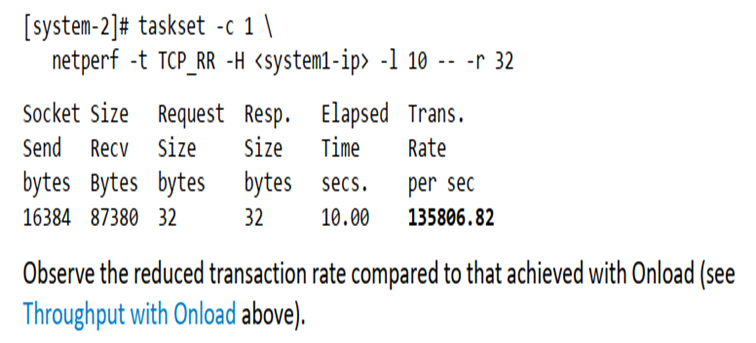 [system-2]# taskset -c 1 \
netperf -t TCP_RR -H <system1-ip> -l 10 -- -r 32
Socket Size Request Resp. Elapsed Trans.
Send Recv Size Size Time Rate
bytes Bytes bytes bytes secs. per sec
16384 87380 32 32 10.00 135806.82
Observe the reduced transaction rate compared to that achieved with Onload (see
Throughput with Onload above).